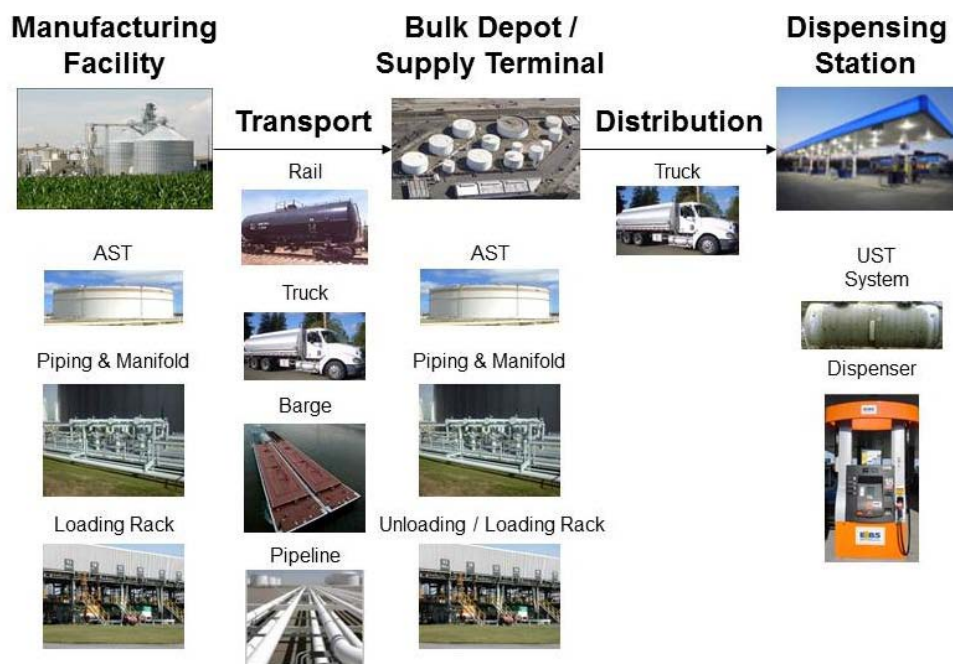 Manufacturing
Facility
Transport
Bulk Depot /
Supply Terminal
Distribution
Dispensing
Station
AST
Piping & Manifold
Loading Rack
Rail
Truck
Barge
Pipeline
AST
Piping & Manifold
Unloading / Loading Rack
Truck
UST
System
Dispenser
E85